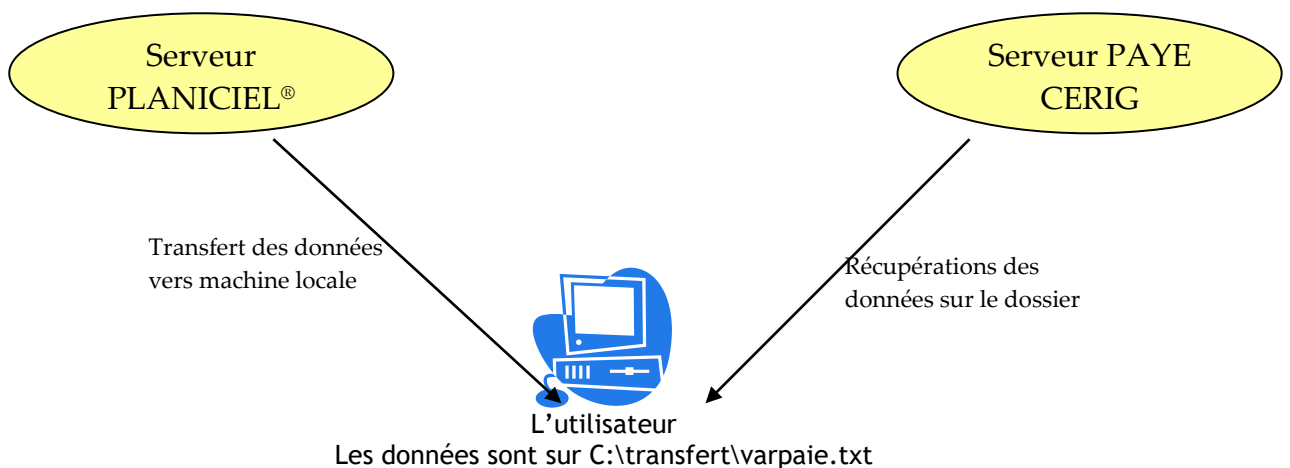 Serveur
PLANICIEL®
Serveur PAYE
CERIG
Transfert des données
vers machine locale
Récupérations des
données sur le dossier
L’utilisateur
Les données sont sur C:\transfert\varpaie.txt